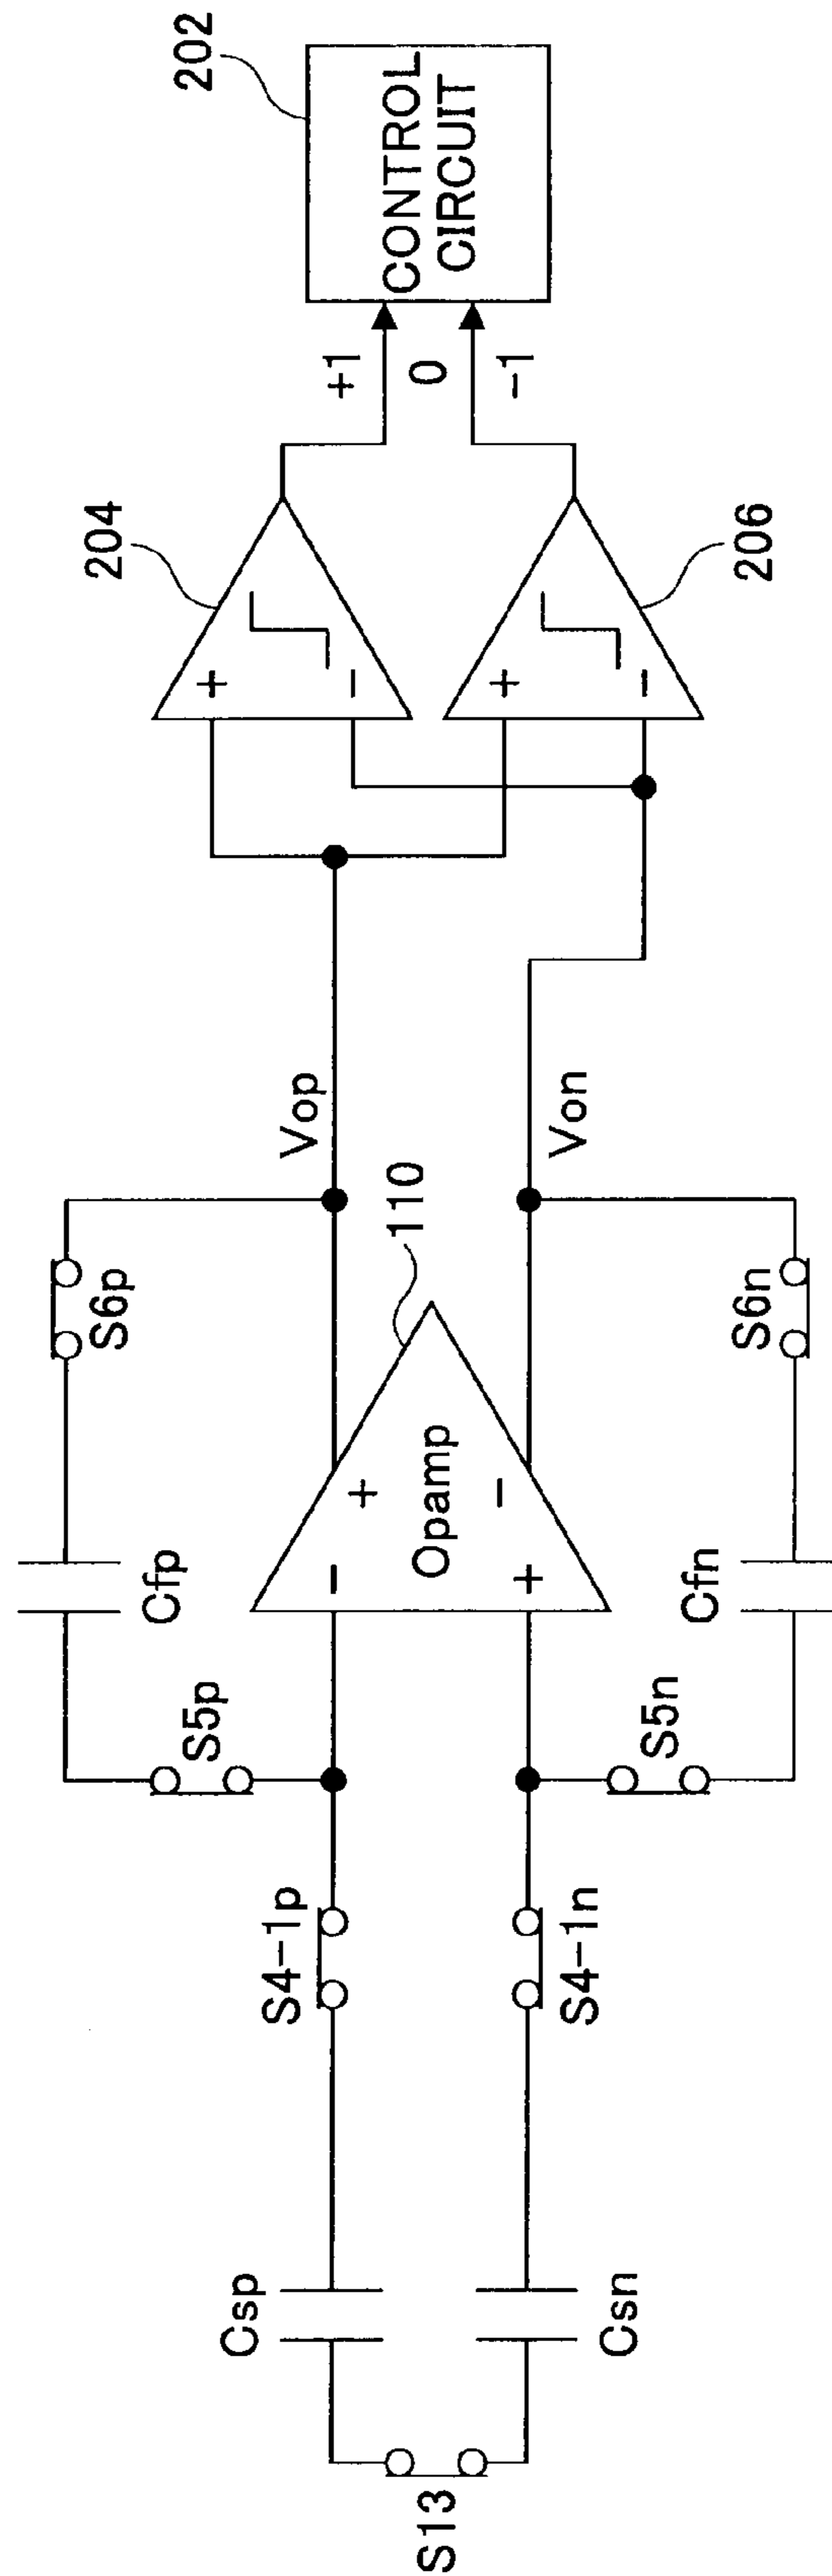 S13
Csp
Csn
S4-1p
S4-1n
S5p
S5n
Cfp
Cfn
S6p
S6n
-
+
Opamp
+
-
110
Vop
Von
204
+
-
206
+
-
+1
0
-1
202
CONTROL
CIRCUIT